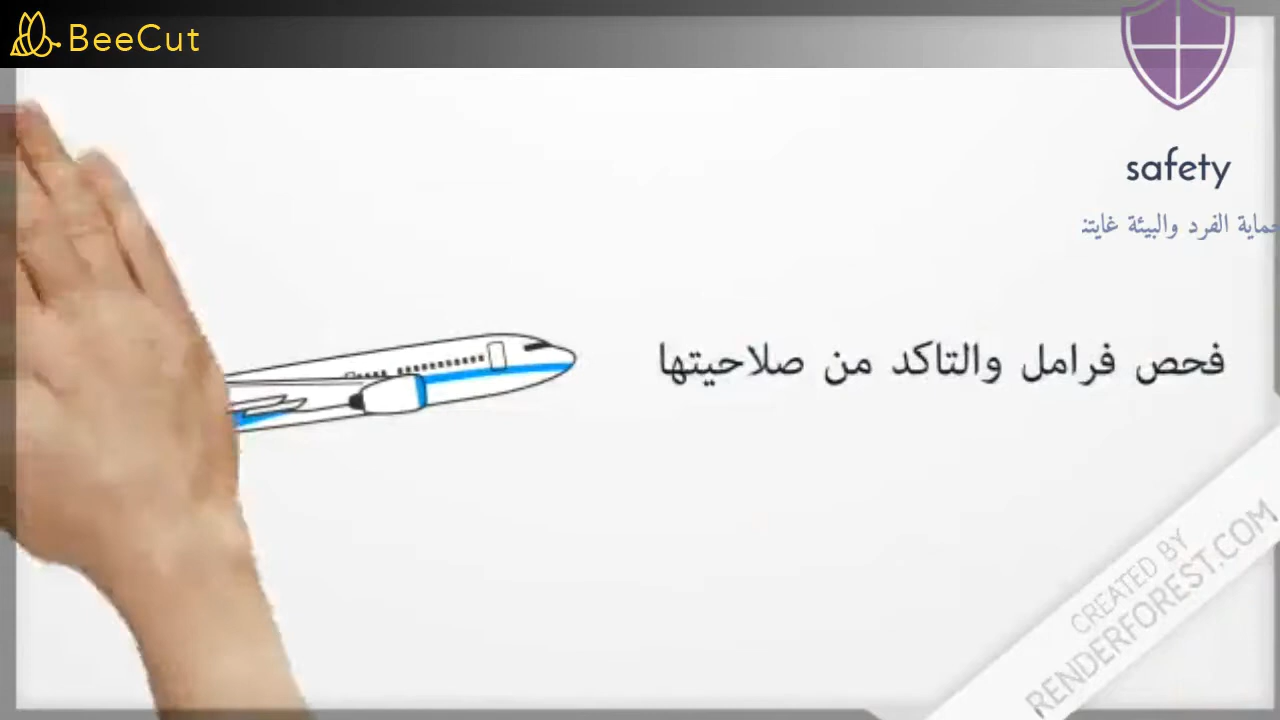 BeeCut
safety
حماية الفرد والبيئة غايتنا
فحص فرامل والتاكد من صلاحيتها
CREATED BY
RENDERFOREST.COM